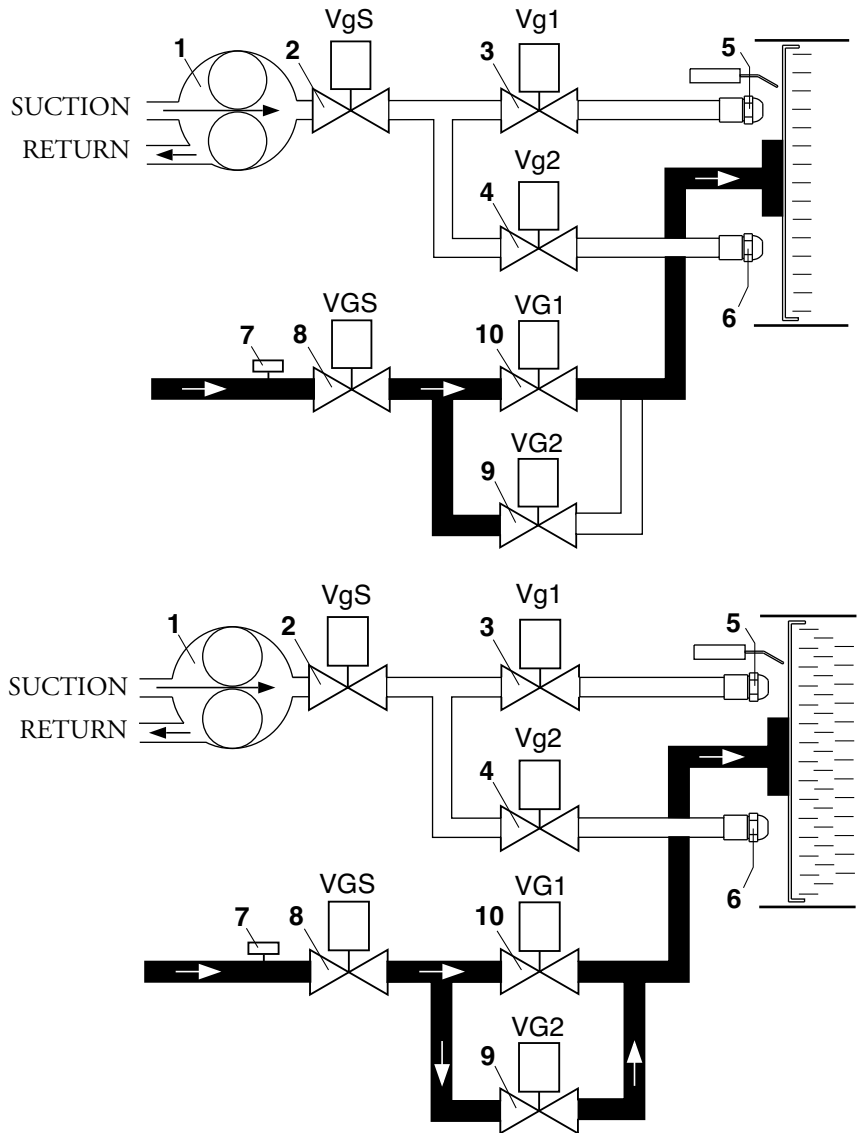 VgS Vg1
1 2 3 5
SUCTION
RETURN
Vg2
4
6
VGS VG1
7 8 10
VG2
9
VgS Vg1
1 2 3 5
SUCTION
RETURN
Vg2
4
6
VGS VG1
7 8 10
VG2
9